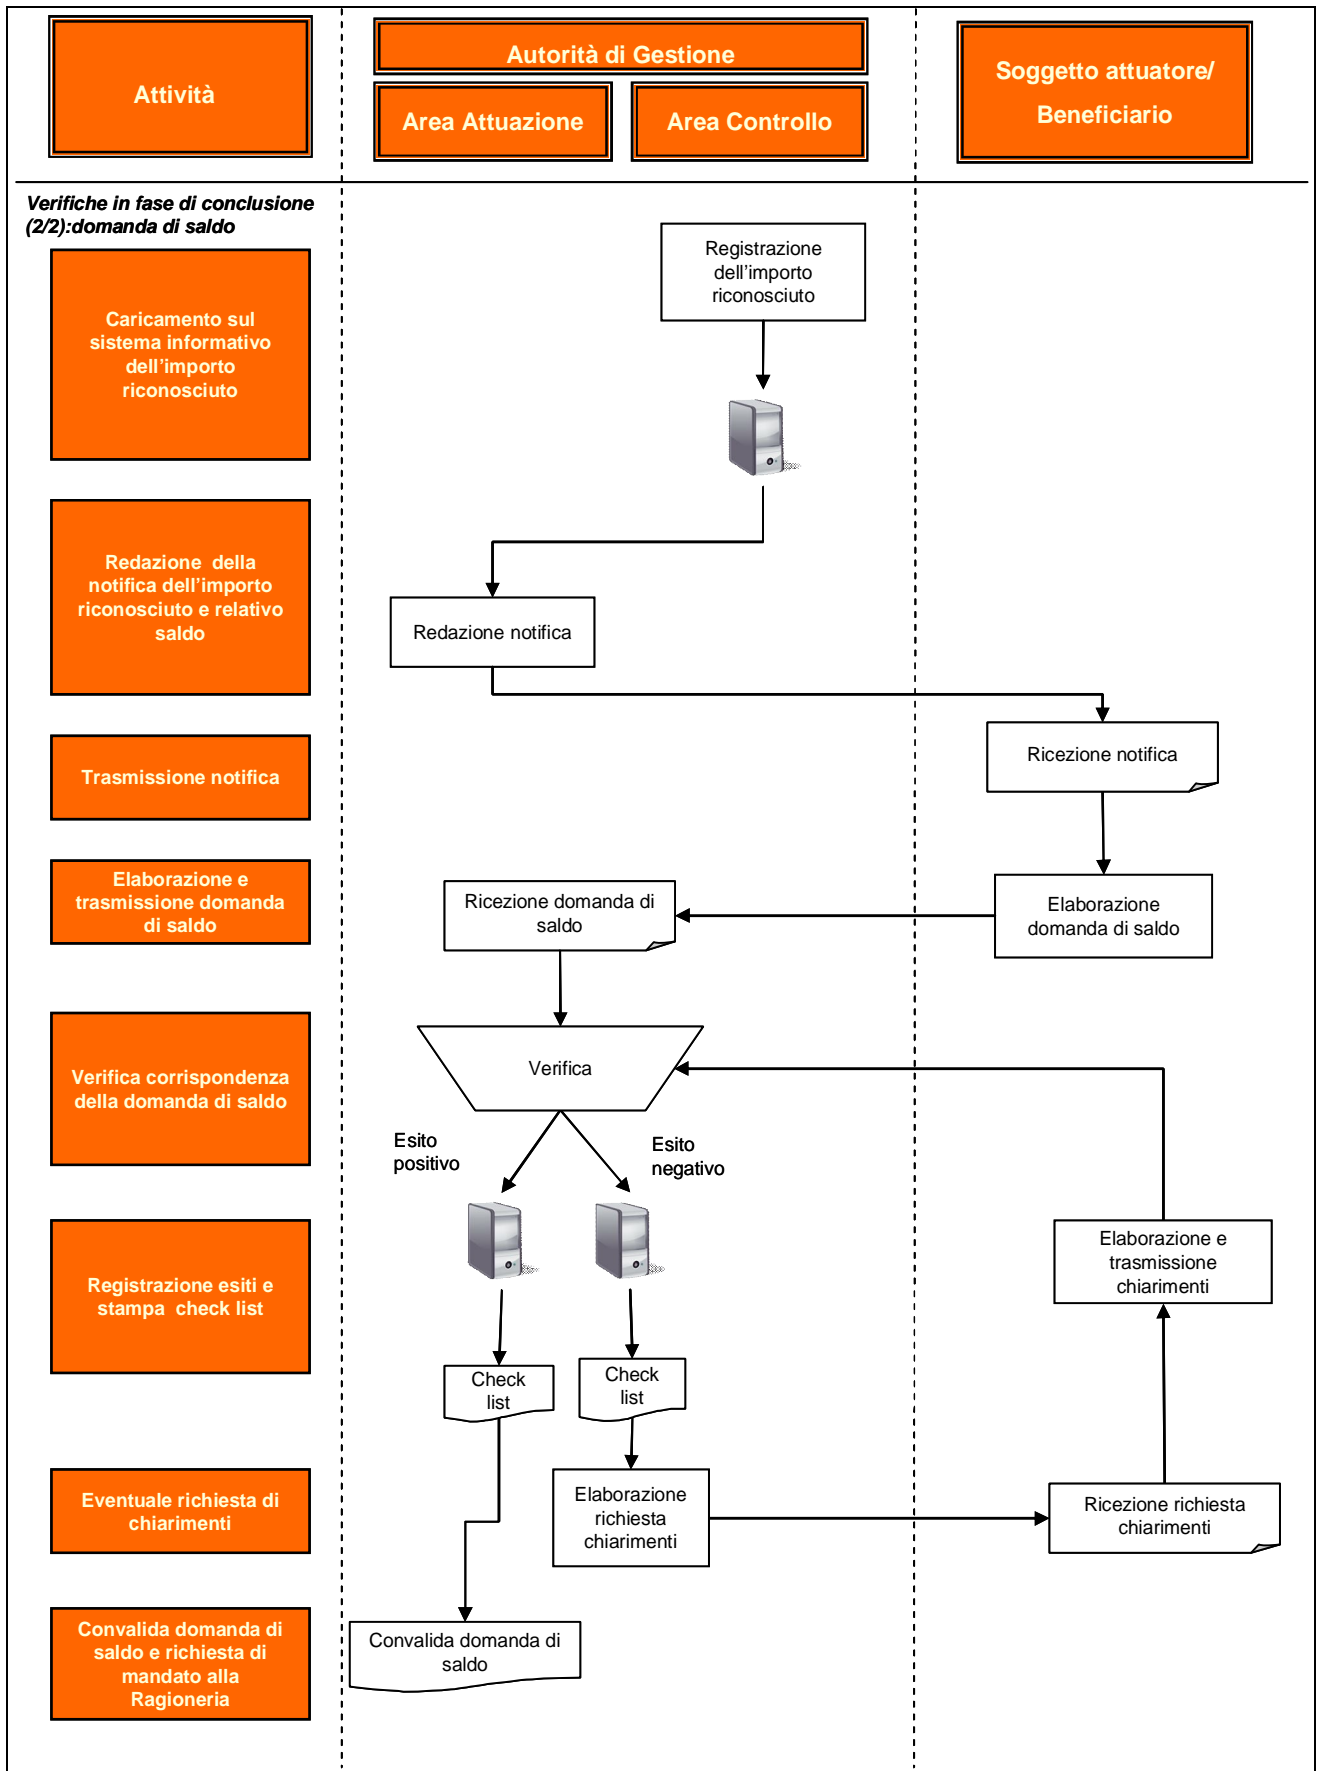 Attività
Autorità di Gestione
Area Attuazione
Area Controllo
Soggetto attuatore/
Beneficiario
Verifiche in fase di conclusione
(2/2):domanda di saldo
Caricamento sul
sistema informativo
dell'importo
riconosciuto
Registrazione
dell'importo
riconosciuto
Redazione della
notifica dell'importo
riconosciuto e relativo
saldo
Redazione notifica
Trasmissione notifica
Ricezione notifica
Elaborazione e
trasmissione domanda
di saldo
Ricezione domanda di
saldo
Elaborazione
domanda di saldo
Verifica corrispondenza
della domanda di saldo
Verifica
Esito
positivo
Esito
negativo
Registrazione esiti e
stampa check list
Elaborazione e
trasmissione
chiarimenti
Check
list
Check
list
Eventuale richiesta di
chiarimenti
Elaborazione
richiesta
chiarimenti
Ricezione richiesta
chiarimenti
Convalida domanda di
saldo e richiesta di
mandato alla
Ragioneria
Convalida domanda di
saldo